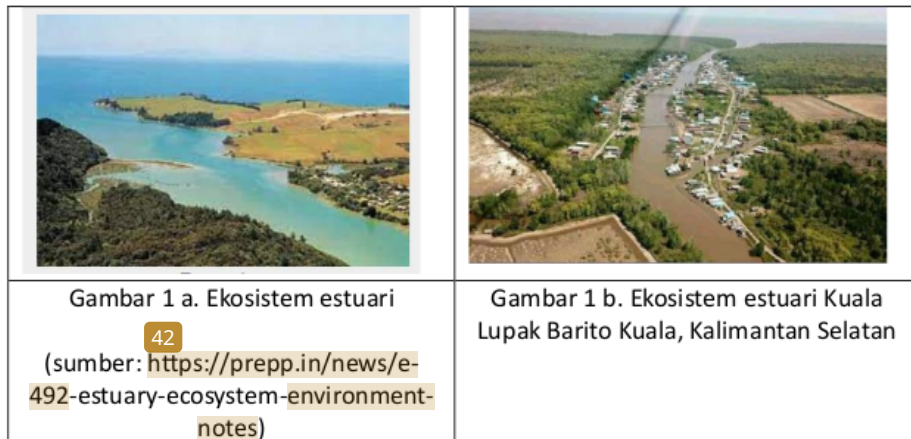 Gambar 1 a. Ekosistem estuari
42
(sumber: https://prepp.in/news/e-
492-estuary-ecosystem-environment-
notes)
Gambar 1 b. Ekosistem estuari Kuala
Lupak Barito Kuala, Kalimantan Selatan